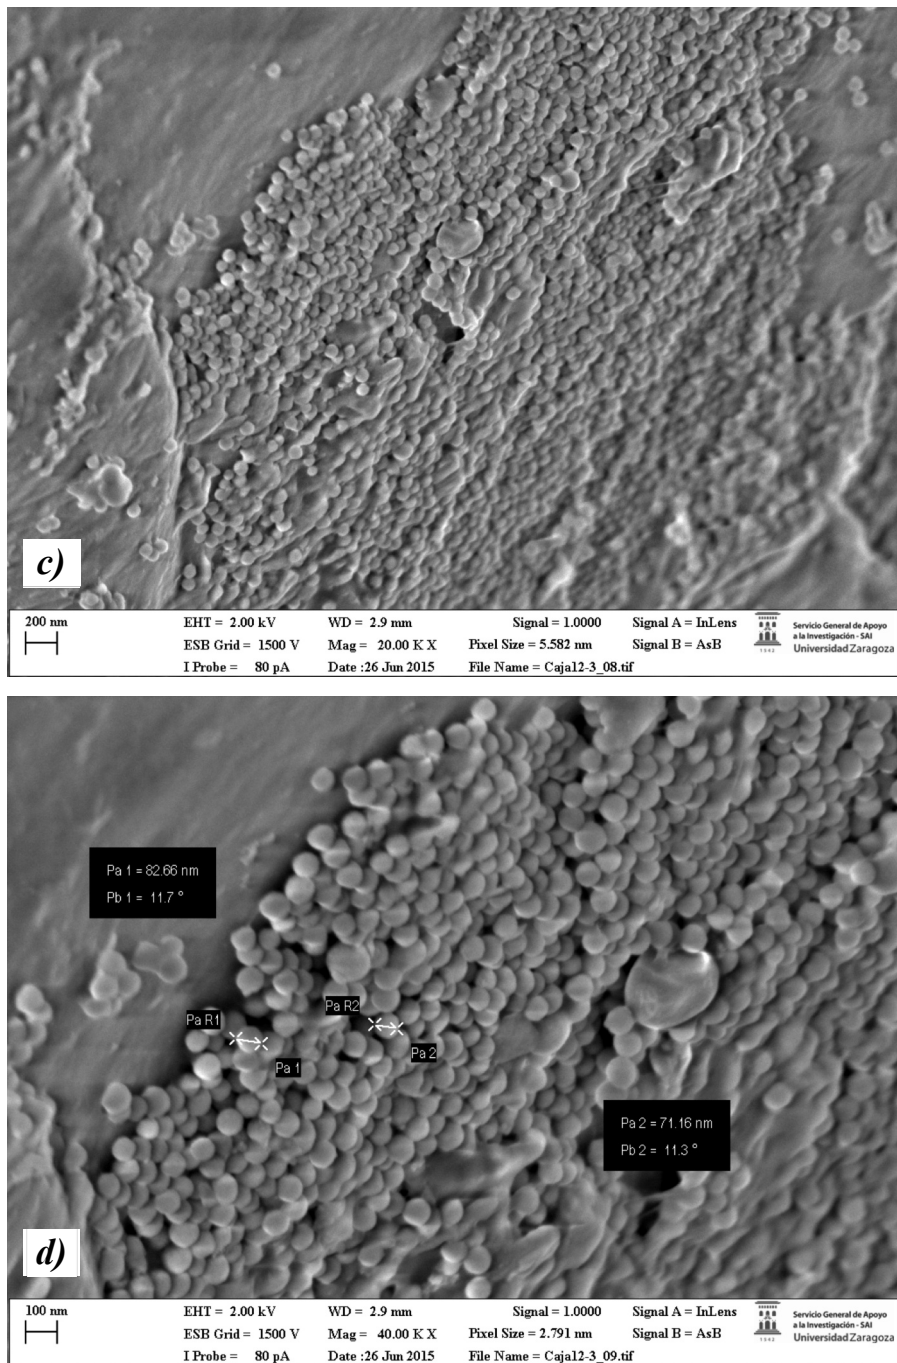 c)
200 nm
EHT = 2.00 kV WD = 2.9 mm Signal = 1.0000 Signal A = InLens
ESB Grid = 1500 V Mag = 20.00 K X Pixel Size = 5.582 nm Signal B = AsB
I Probe = 80 pA Date :26 Jun 2015 File Name = Caja12-3_08.tif
1542
Servicio General de Apoyo
a la Investigación - SAI
Universidad Zaragoza
Pa 1 = 82.66 nm
Pb 1 = 11.7 °
Pa R1
Pa 1
Pa R2
Pa 2
Pa 2 = 71.16 nm
Pb 2 = 11.3 °
d)
100 nm
EHT = 2.00 kV WD = 2.9 mm Signal = 1.0000 Signal A = InLens
ESB Grid = 1500 V Mag = 40.00 K X Pixel Size = 2.791 nm Signal B = AsB
I Probe = 80 pA Date :26 Jun 2015 File Name = Caja12-3_09.tif
1542
Servicio General de Apoyo
a la Investigación - SAI
Universidad Zaragoza